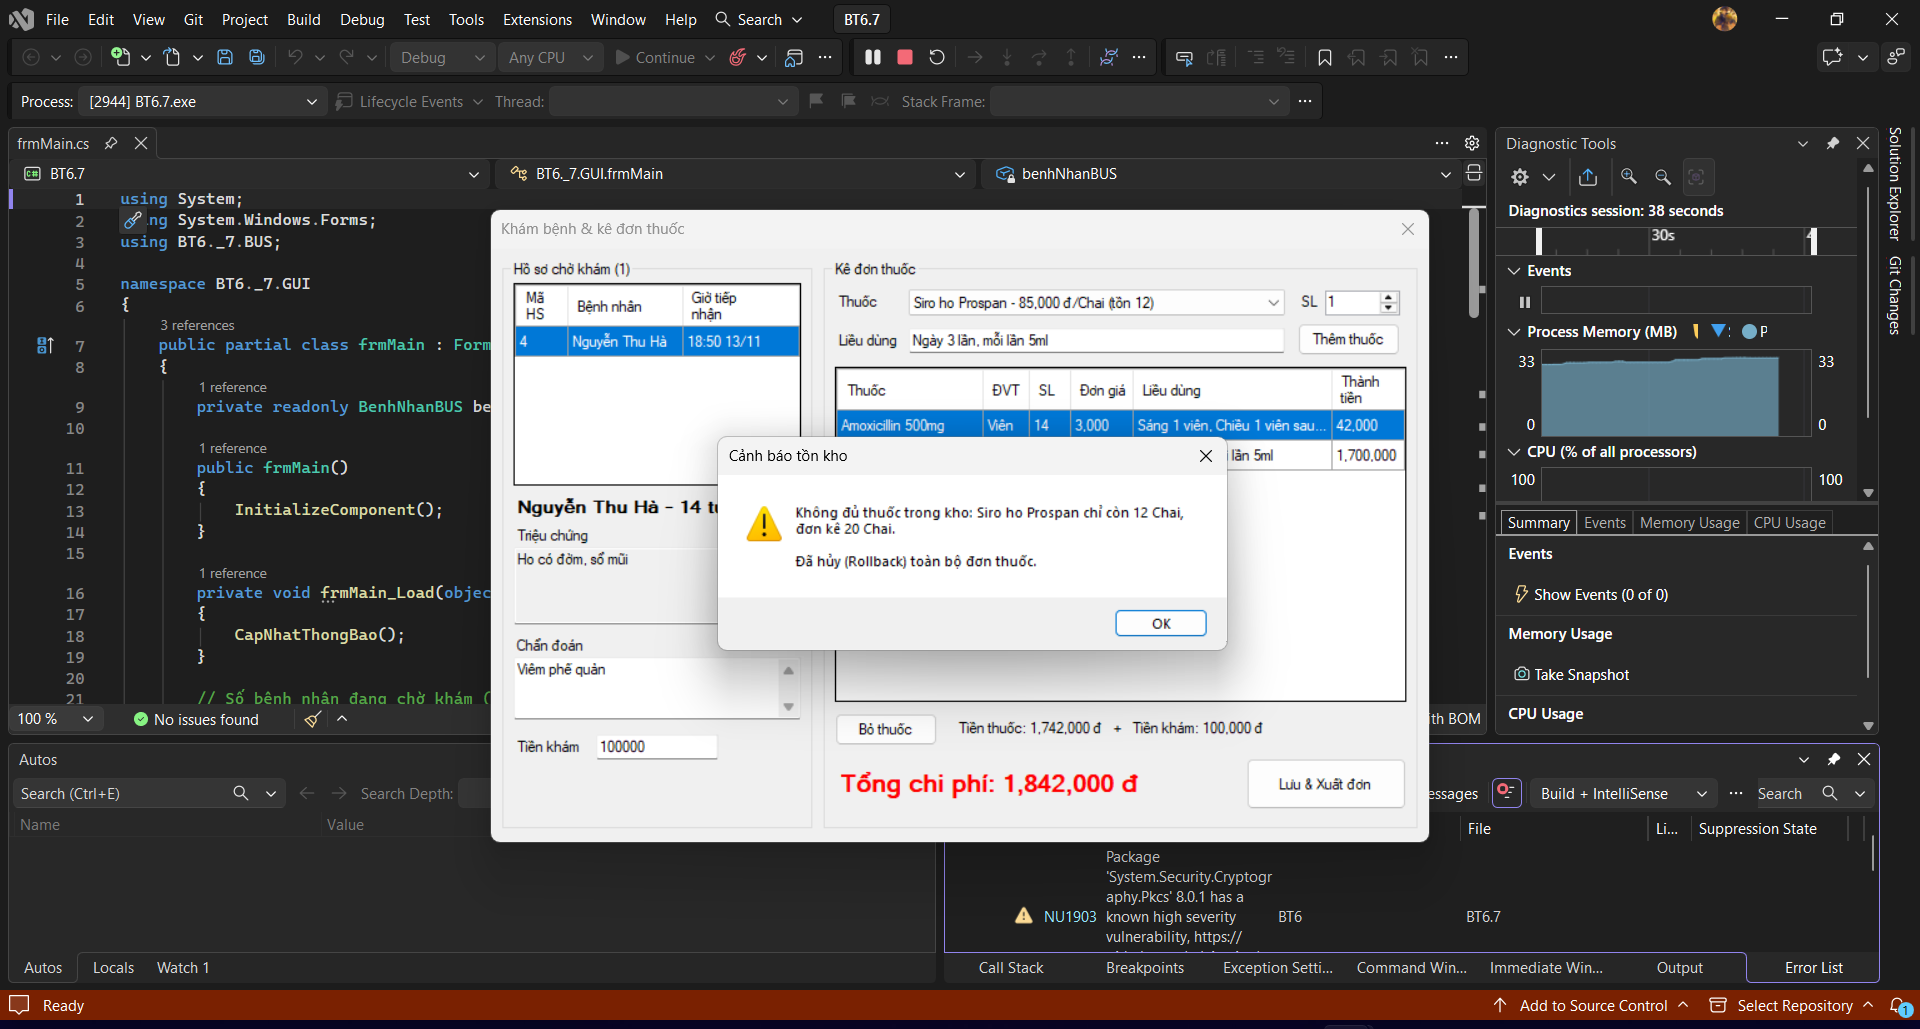 File Edit View Git Project Build Debug Test Tools Extensions Window Help Search BT6.7
Debug Any CPU Continue
Process: [2944] BT6.7.exe Lifecycle Events Thread: Stack Frame:
frmMain.cs
BT6.7 BT6._7.GUI.frmMain benhNhanBUS
1 using System;
2 ng System.Windows.Forms;
3 using BT6._7.BUS;
4
5 namespace BT6._7.GUI
6 {
3 references
7 public partial class frmMain : Form
8 {
1 reference
9 private readonly BenhNhanBUS be
10
1 reference
11 public frmMain()
12 {
13 InitializeComponent();
14 }
15
1 reference
16 private void frmMain_Load(objec
17 {
18 CapNhatThongBao();
19 }
20
21 // Số bệnh nhân đang chờ khám (
100 % No issues found
ith BOM
Khám bệnh & kê đơn thuốc
Hồ sơ chờ khám (1)
Mã HS Bệnh nhân Giờ tiếp nhận
4 Nguyễn Thu Hà 18:50 13/11
Nguyễn Thu Hà - 14 t
Triệu chứng
Ho có đờm, sổ mũi
Chẩn đoán
Viêm phế quản
Tiền khám 100000
Kê đơn thuốc
Thuốc Siro ho Prospan - 85,000 đ/Chai (tồn 12) SL 1
Liều dùng Ngày 3 lần, mỗi lần 5ml Thêm thuốc
Thuốc ĐVT SL Đơn giá Liều dùng Thành tiền
Amoxicillin 500mg Viên 14 3,000 Sáng 1 viên, Chiều 1 viên sau... 42,000
lần 5ml 1,700,000
Bỏ thuốc Tiền thuốc: 1,742,000 đ + Tiền khám: 100,000 đ
Tổng chi phí: 1,842,000 đ
Lưu & Xuất đơn
Cảnh báo tồn kho
Không đủ thuốc trong kho: Siro ho Prospan chỉ còn 12 Chai,
đơn kê 20 Chai.
Đã hủy (Rollback) toàn bộ đơn thuốc.
OK
Diagnostic Tools
Diagnostics session: 38 seconds
30s
Events
Process Memory (MB) P
33 33
0 0
CPU (% of all processors)
100 100
Summary Events Memory Usage CPU Usage
Events
Show Events (0 of 0)
Memory Usage
Take Snapshot
CPU Usage
Solution Explorer
Git Changes
Autos
Search (Ctrl+E) Search Depth:
Name Value
Autos Locals Watch 1
essages Build + IntelliSense Search
File Li... Suppression State
Package
'System.Security.Cryptogr
aphy.Pkcs' 8.0.1 has a
NU1903 known high severity BT6 BT6.7
vulnerability, https://
Call Stack Breakpoints Exception Setti... Command Win... Immediate Win... Output Error List
Ready Add to Source Control Select Repository 1